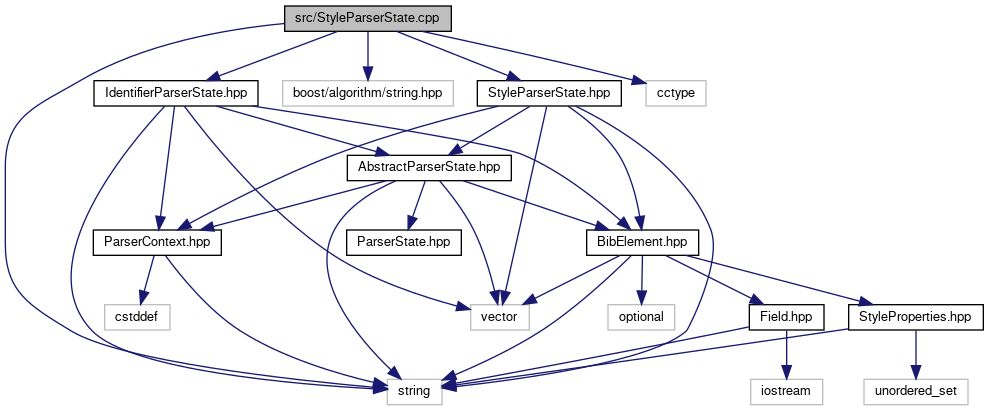 src/StyleParserState.cpp
IdentifierParserState.hpp
boost/algorithm/string.hpp
StyleParserState.hpp
cctype
AbstractParserState.hpp
ParserContext.hpp
ParserState.hpp
BibElement.hpp
cstddef
vector
optional
Field.hpp
StyleProperties.hpp
string
iostream
unordered_set